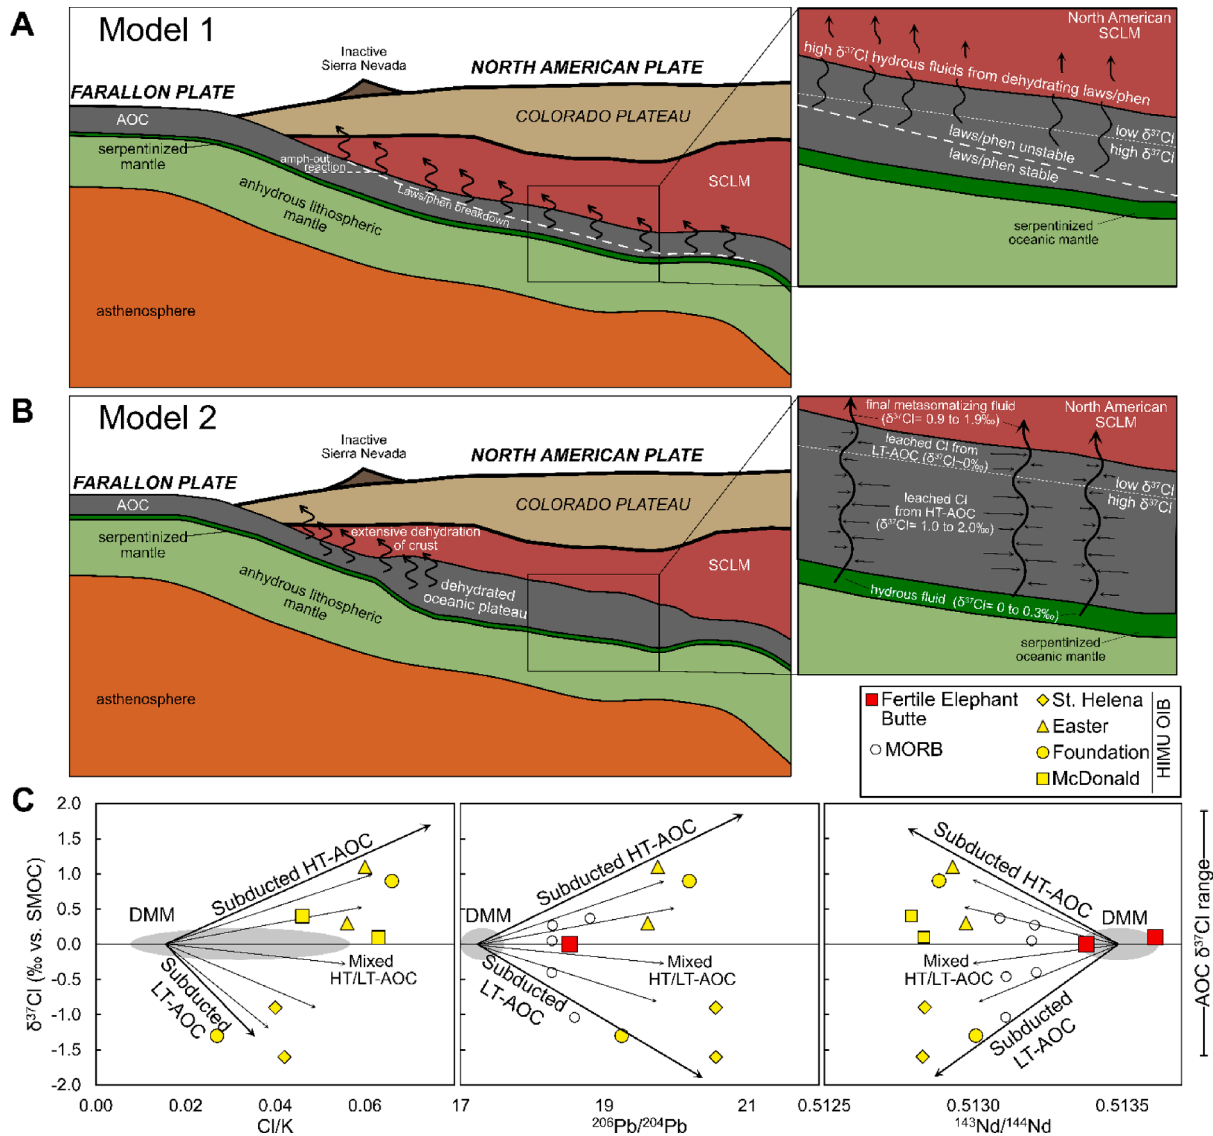 A
Model 1
Inactive
Sierra Nevada
NORTH AMERICAN PLATE
FARALLON PLATE
AOC
COLORADO PLATEAU
serpentinized
mantle
amph-out
reaction
anhydrous lithospheric
mantle
Laws/phen breakdown
SCLM
asthenosphere
North American
SCLM
high δ³⁷Cl hydrous fluids from dehydrating laws/phen
low δ³⁷Cl
high δ³⁷Cl
laws/phen unstable
laws/phen stable
serpentinized
oceanic mantle
B
Model 2
Inactive
Sierra Nevada
NORTH AMERICAN PLATE
FARALLON PLATE
AOC
COLORADO PLATEAU
serpentinized
mantle
extensive dehydration
of crust
anhydrous lithospheric
mantle
dehydrated
oceanic plateau
SCLM
asthenosphere
final metasomatizing fluid
(δ³⁷Cl= 0.9 to 1.9‰)
North American
SCLM
leached Cl from
LT-AOC (δ³⁷Cl~0‰)
low δ³⁷Cl
high δ³⁷Cl
leached Cl
from HT-AOC
(δ³⁷Cl= 1.0 to 2.0‰)
hydrous fluid (δ³⁷Cl= 0 to 0.3‰)
serpentinized
oceanic mantle
Fertile Elephant
Butte
MORB
St. Helena
Easter
Foundation
McDonald
HIMU OIB
C
δ³⁷Cl (‰ vs. SMOC)
2.0
1.5
1.0
0.5
0.0
-0.5
-1.0
-1.5
-2.0
Subducted HT-AOC
DMM
Mixed
HT/LT-AOC
Subducted
LT-AOC
0.00
0.02
0.04
0.06
Cl/K
Subducted HT-AOC
DMM
Mixed
HT/LT-AOC
Subducted
LT-AOC
17
19
21
²⁰⁶Pb/²⁰⁴Pb
Subducted HT-AOC
DMM
Mixed
HT/LT-AOC
Subducted
LT-AOC
0.5125
0.5130
0.5135
¹⁴³Nd/¹⁴⁴Nd
AOC δ³⁷Cl range